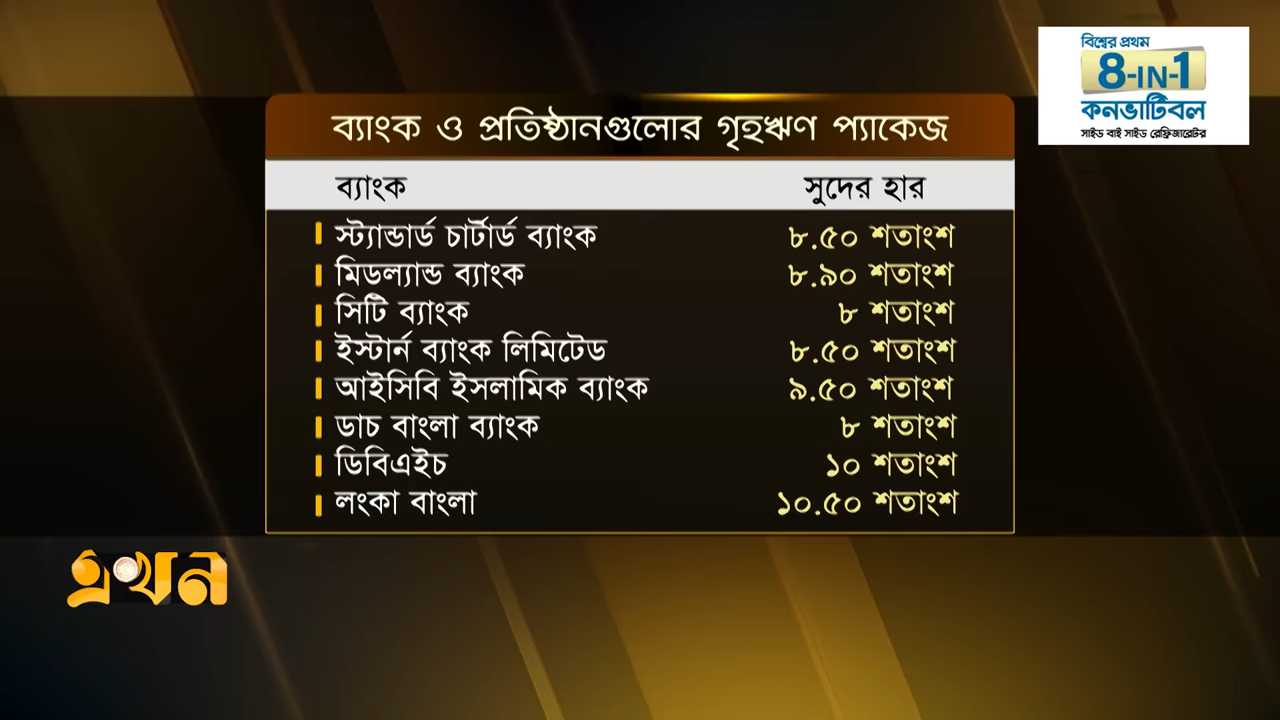 বিশ্বের প্রথম
8-IN-1
কনভার্টিবল
সাইড বাই সাইড রেফ্রিজারেটর
ব্যাংক ও প্রতিষ্ঠানগুলোর গৃহঋণ প্যাকেজ
ব্যাংক সুদের হার
স্ট্যান্ডার্ড চার্টার্ড ব্যাংক ৮.৫০ শতাংশ
মিডল্যান্ড ব্যাংক ৮.৯০ শতাংশ
সিটি ব্যাংক ৮ শতাংশ
ইস্টার্ন ব্যাংক লিমিটেড ৮.৫০ শতাংশ
আইসিবি ইসলামিক ব্যাংক ৯.৫০ শতাংশ
ডাচ বাংলা ব্যাংক ৮ শতাংশ
ডিবিএইচ ১০ শতাংশ
লংকা বাংলা ১০.৫০ শতাংশ
এখন